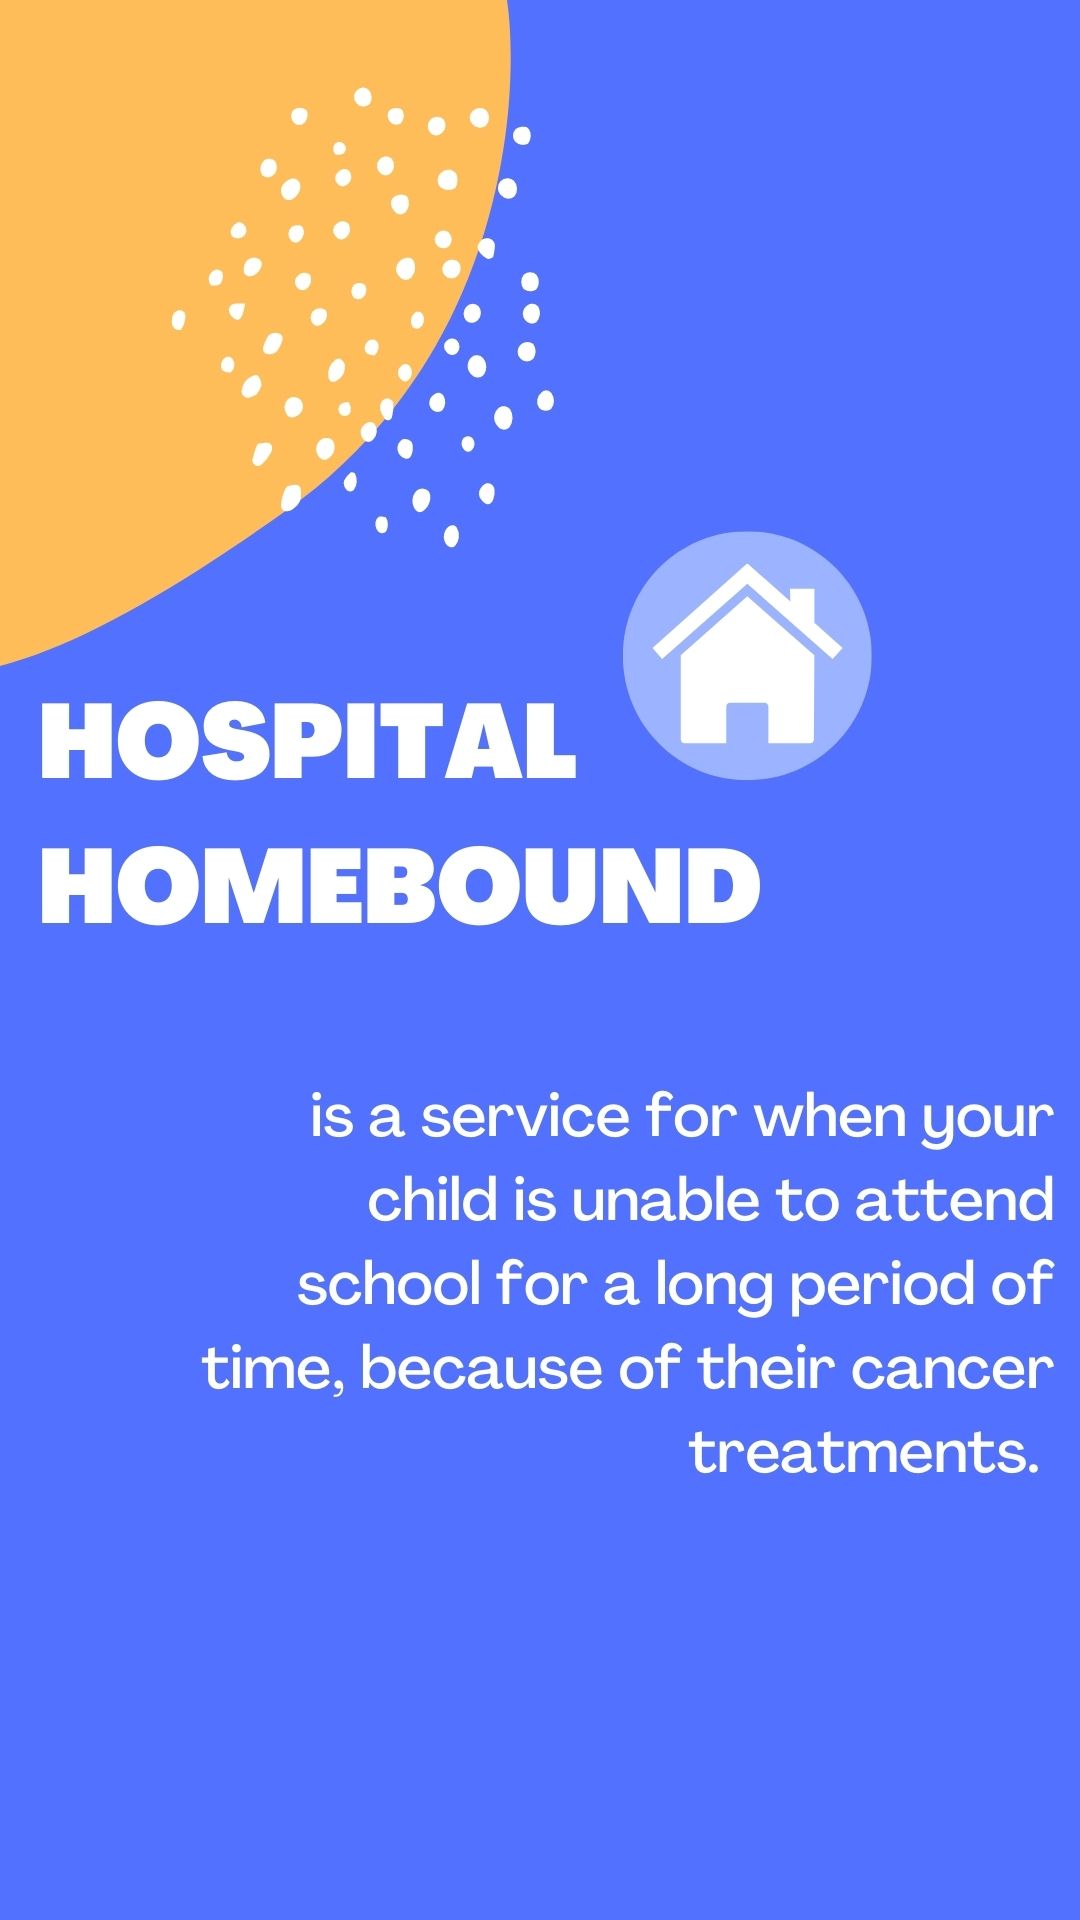 HOSPITAL
HOMEBOUND
is a service for when your
child is unable to attend
school for a long period of
time, because of their cancer
treatments.